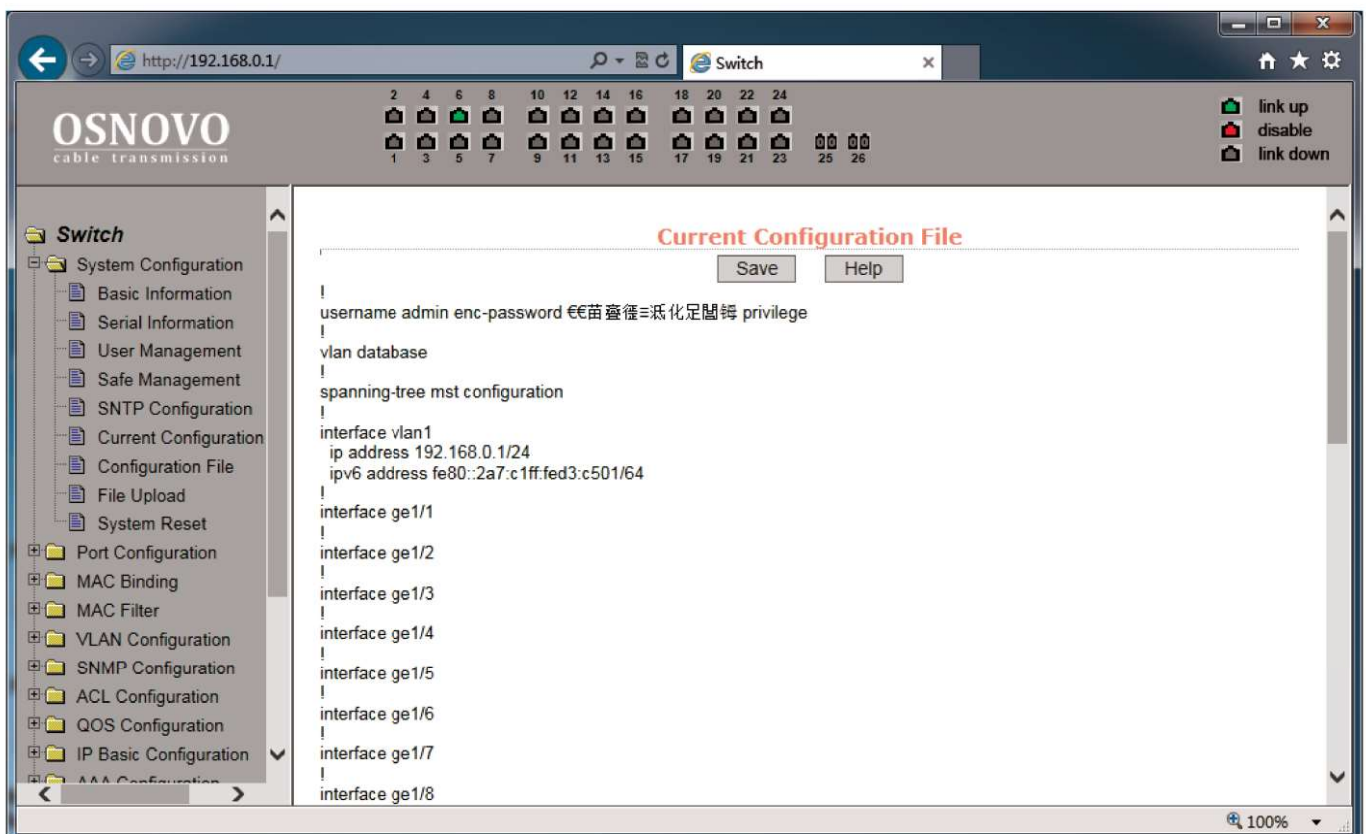 http://192.168.0.1/
Switch
OSNOVO
cable transmission
2 4 6 8 10 12 14 16 18 20 22 24
1 3 5 7 9 11 13 15 17 19 21 23 25 26
link up
disable
link down
Switch
System Configuration
Basic Information
Serial Information
User Management
Safe Management
SNTP Configuration
Current Configuration
Configuration File
File Upload
System Reset
Port Configuration
MAC Binding
MAC Filter
VLAN Configuration
SNMP Configuration
ACL Configuration
QOS Configuration
IP Basic Configuration
AAA Configuration
Current Configuration File
Save Help
!
username admin enc-password privilege
!
vlan database
!
spanning-tree mst configuration
!
interface vlan1
ip address 192.168.0.1/24
ipv6 address fe80::2a7:c1ff:fed3:c501/64
!
interface ge1/1
!
interface ge1/2
!
interface ge1/3
!
interface ge1/4
!
interface ge1/5
!
interface ge1/6
!
interface ge1/7
!
interface ge1/8
100%